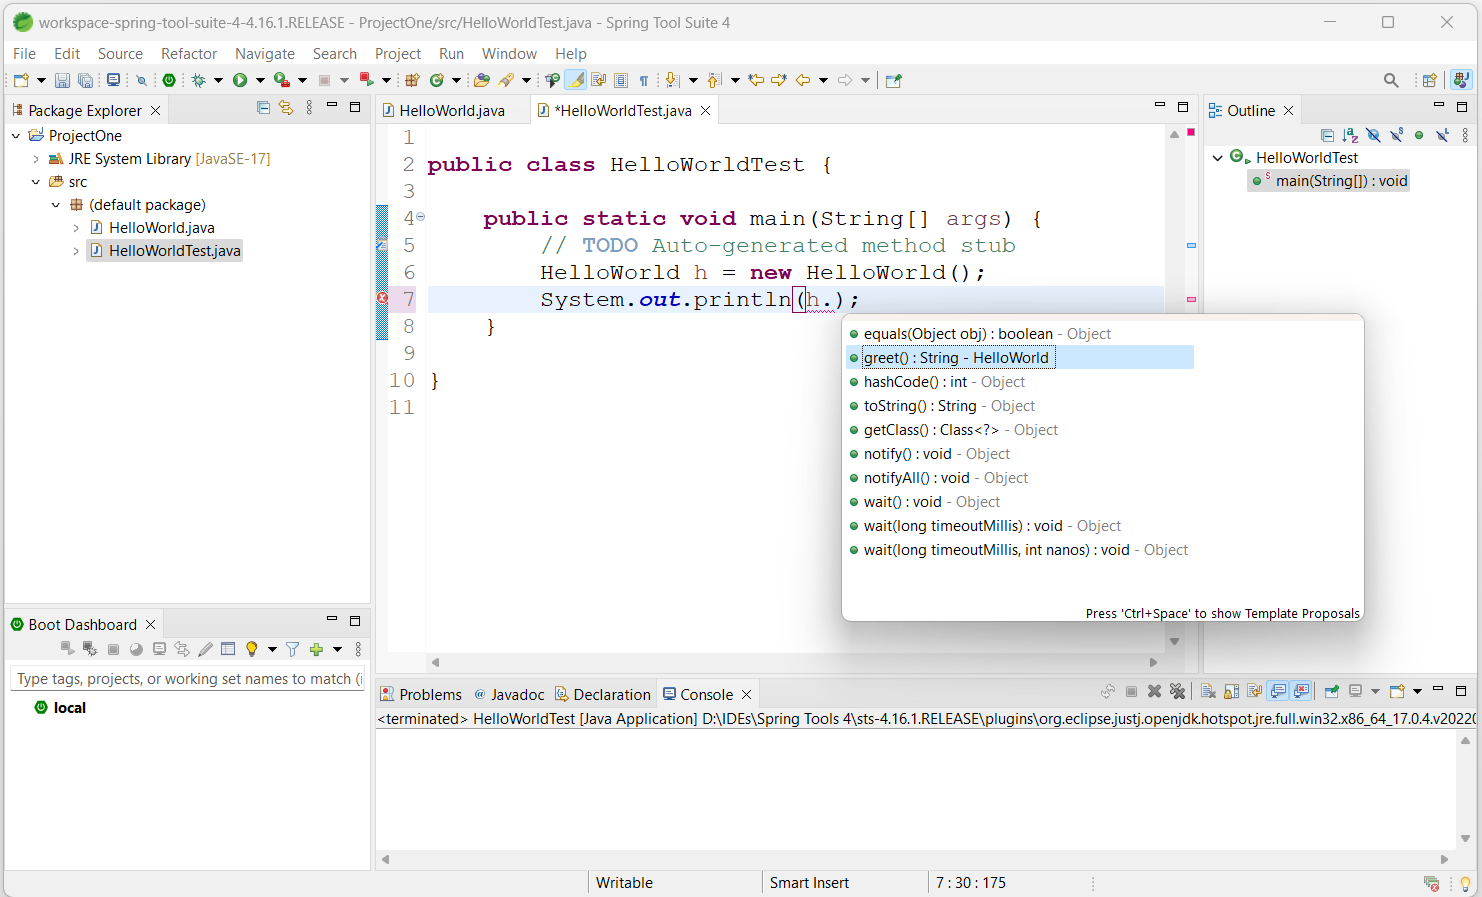 workspace-spring-tool-suite-4-4.16.1.RELEASE - ProjectOne/src/HelloWorldTest.java - Spring Tool Suite 4
File Edit Source Refactor Navigate Search Project Run Window Help
Package Explorer
ProjectOne
JRE System Library [JavaSE-17]
src
(default package)
HelloWorld.java
HelloWorldTest.java
HelloWorld.java *HelloWorldTest.java
1
2 public class HelloWorldTest {
3
4 public static void main(String[] args) {
5 // TODO Auto-generated method stub
6 HelloWorld h = new HelloWorld();
7 System.out.println(h.);
8 }
9
10 }
11
equals(Object obj) : boolean - Object
greet() : String - HelloWorld
hashCode() : int - Object
toString() : String - Object
getClass() : Class<?> - Object
notify() : void - Object
notifyAll() : void - Object
wait() : void - Object
wait(long timeoutMillis) : void - Object
wait(long timeoutMillis, int nanos) : void - Object
Press 'Ctrl+Space' to show Template Proposals
Outline
HelloWorldTest
main(String[]) : void
Boot Dashboard
Type tags, projects, or working set names to match (i
local
Problems @ Javadoc Declaration Console
<terminated> HelloWorldTest [Java Application] D:\IDEs\Spring Tools 4\sts-4.16.1.RELEASE\plugins\org.eclipse.justj.openjdk.hotspot.jre.full.win32.x86_64_17.0.4.v20220
Writable Smart Insert 7 : 30 : 175